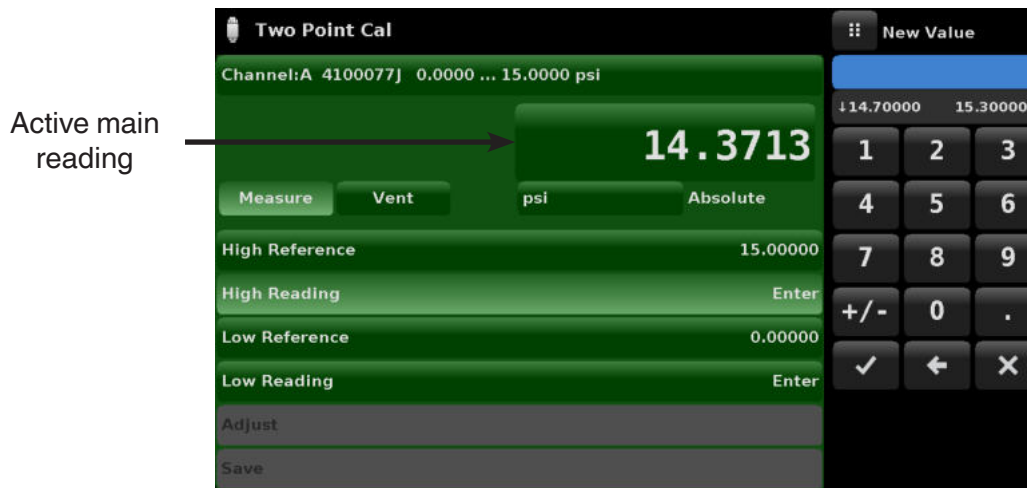 Two Point Cal
New Value
Channel:A 4100077J 0.0000 ... 15.0000 psi
↓14.70000 15.30000
Active main
reading
14.3713
1 2 3
Measure Vent psi Absolute
4 5 6
High Reference 15.00000
7 8 9
High Reading Enter
+/- 0 .
Low Reference 0.00000
Low Reading Enter
Adjust
Save